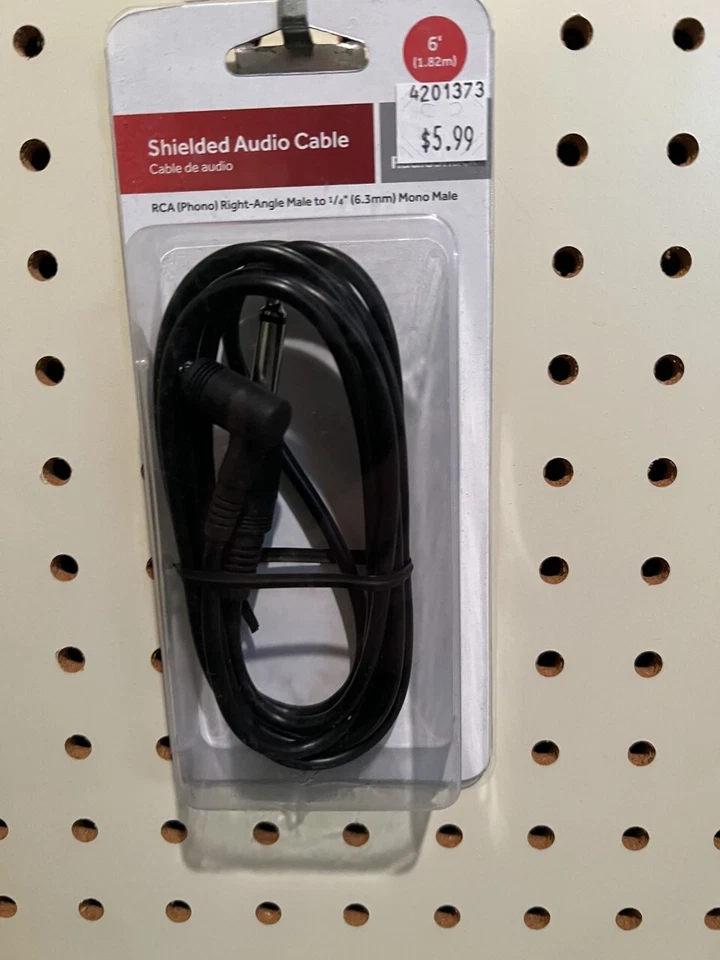 6'
(1.82m)
4201373
$5.99
Shielded Audio Cable
Cable de audio
RCA (Phono) Right-Angle Male to 1/4" (6.3mm) Mono Male